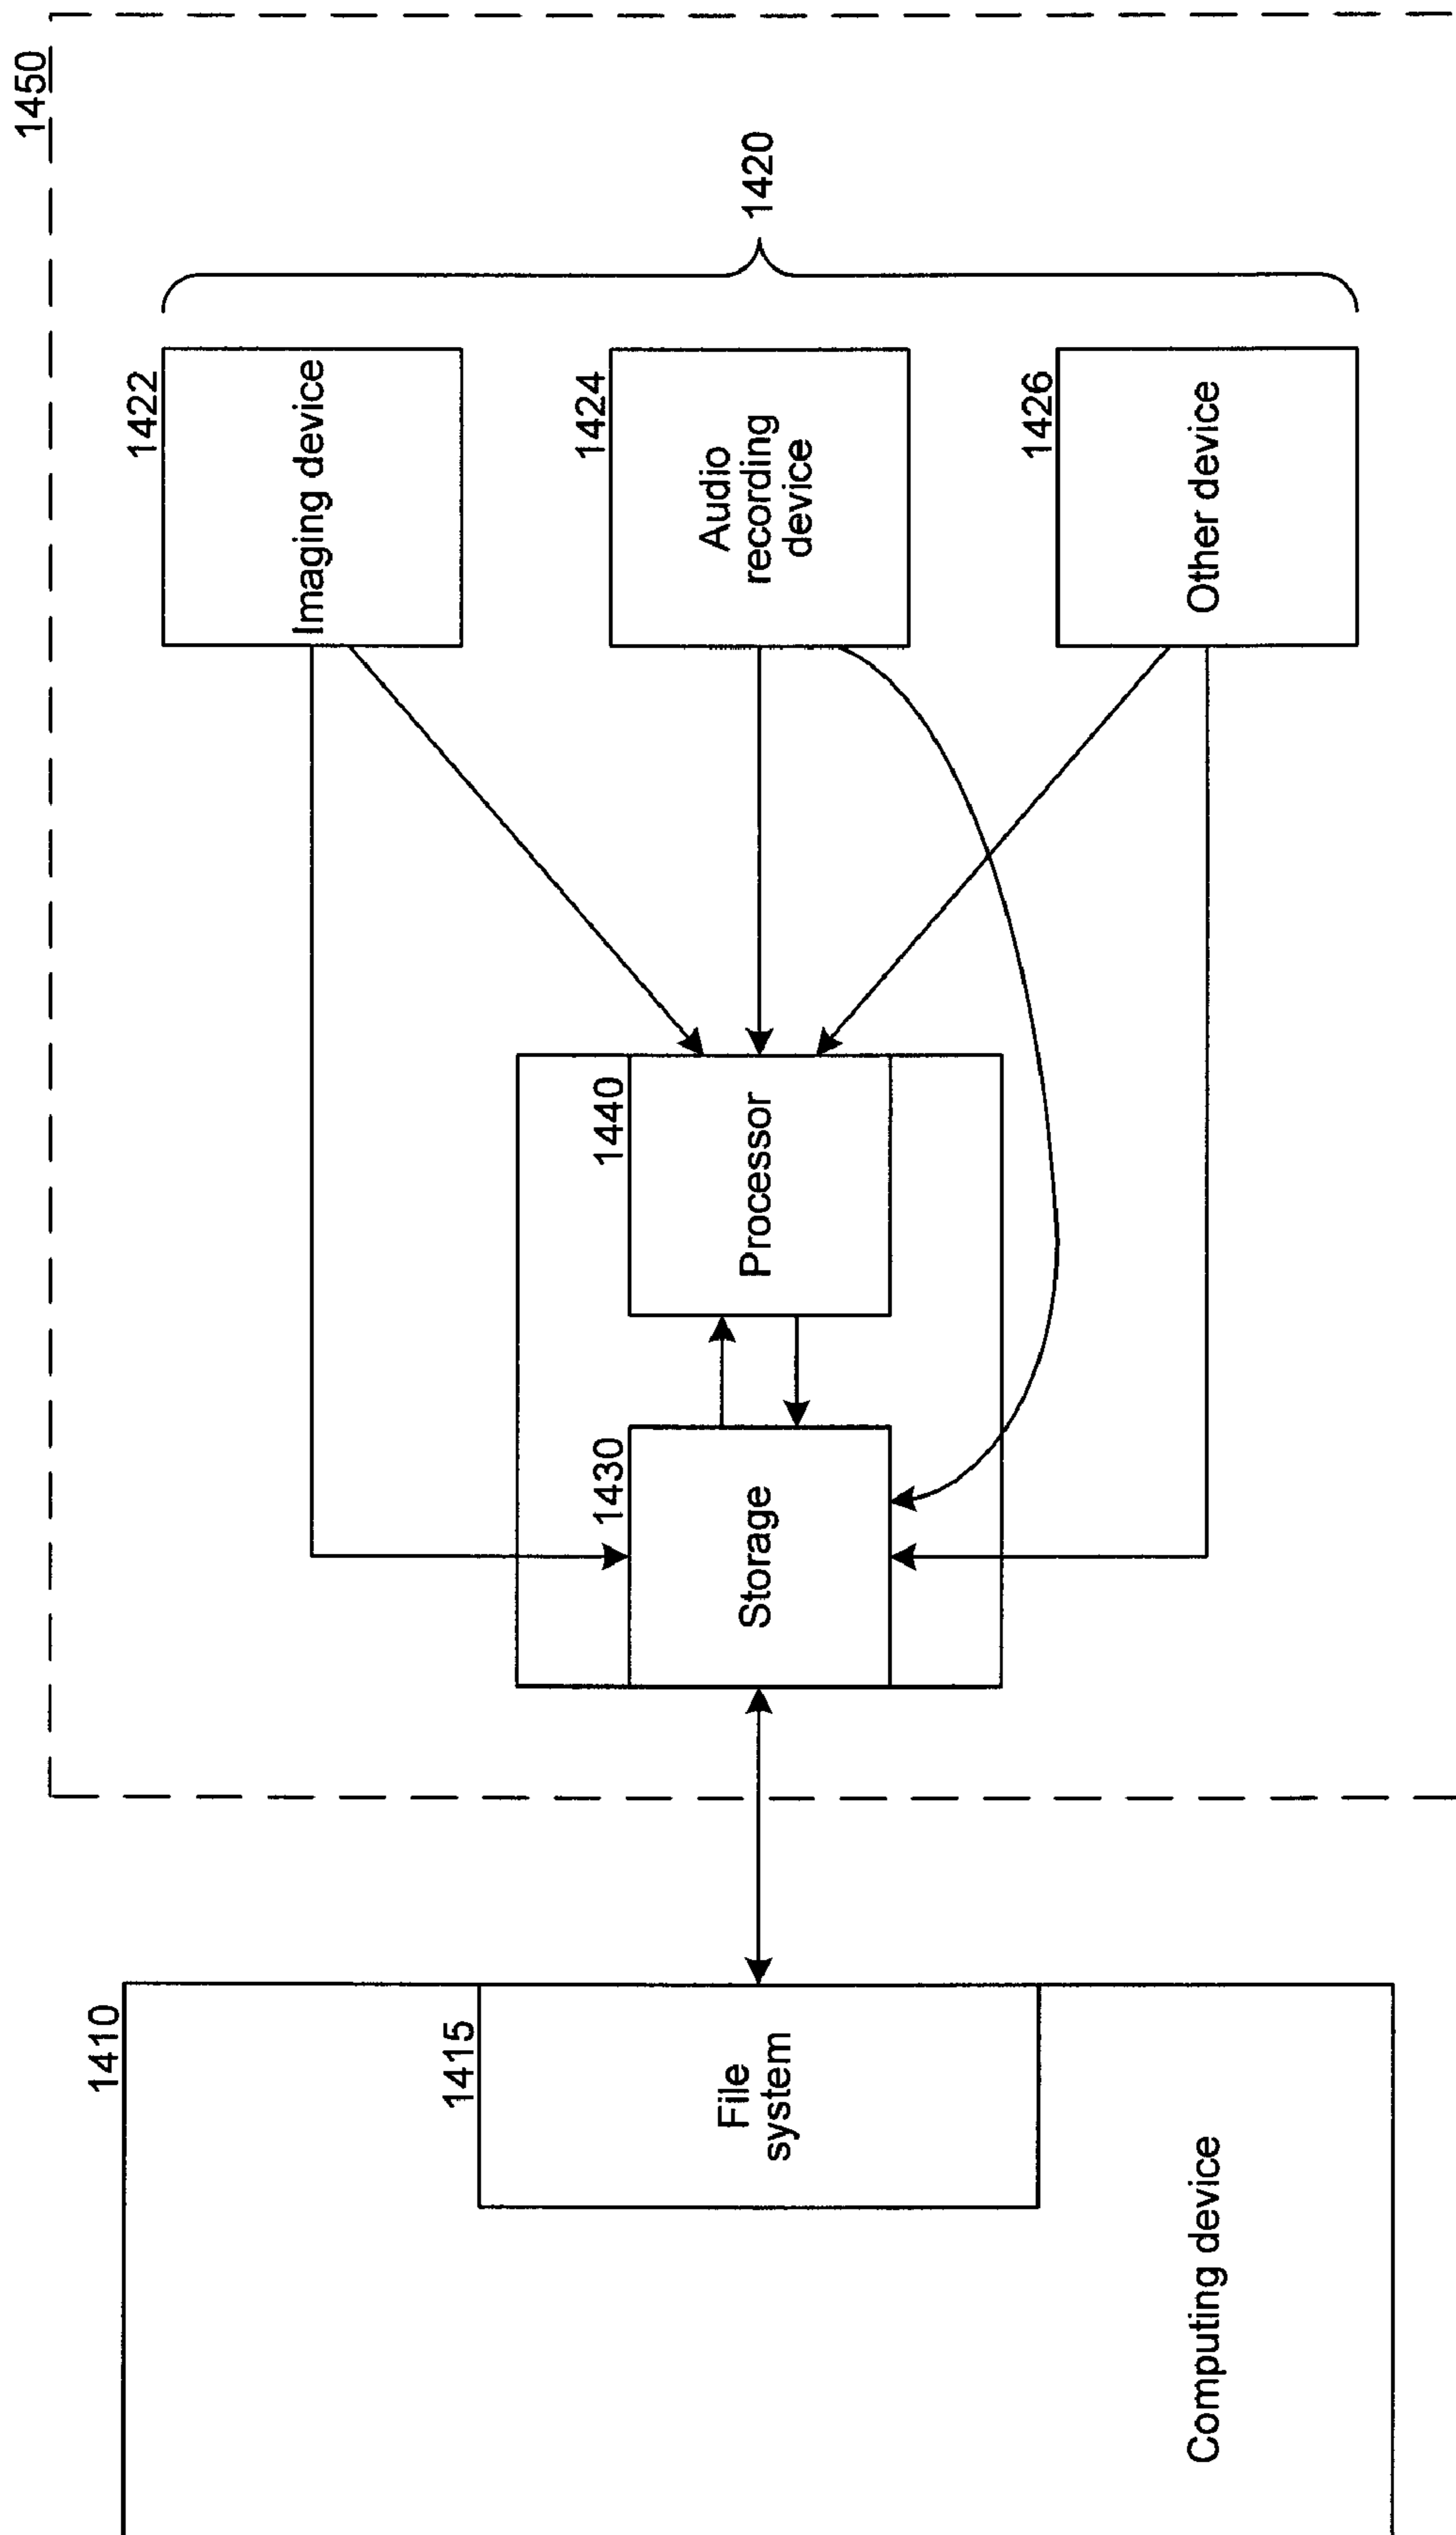 1410
1415
File
system
Computing device
1450
1430
Storage
1440
Processor
1422
Imaging device
1424
Audio
recording
device
1426
Other device
1420